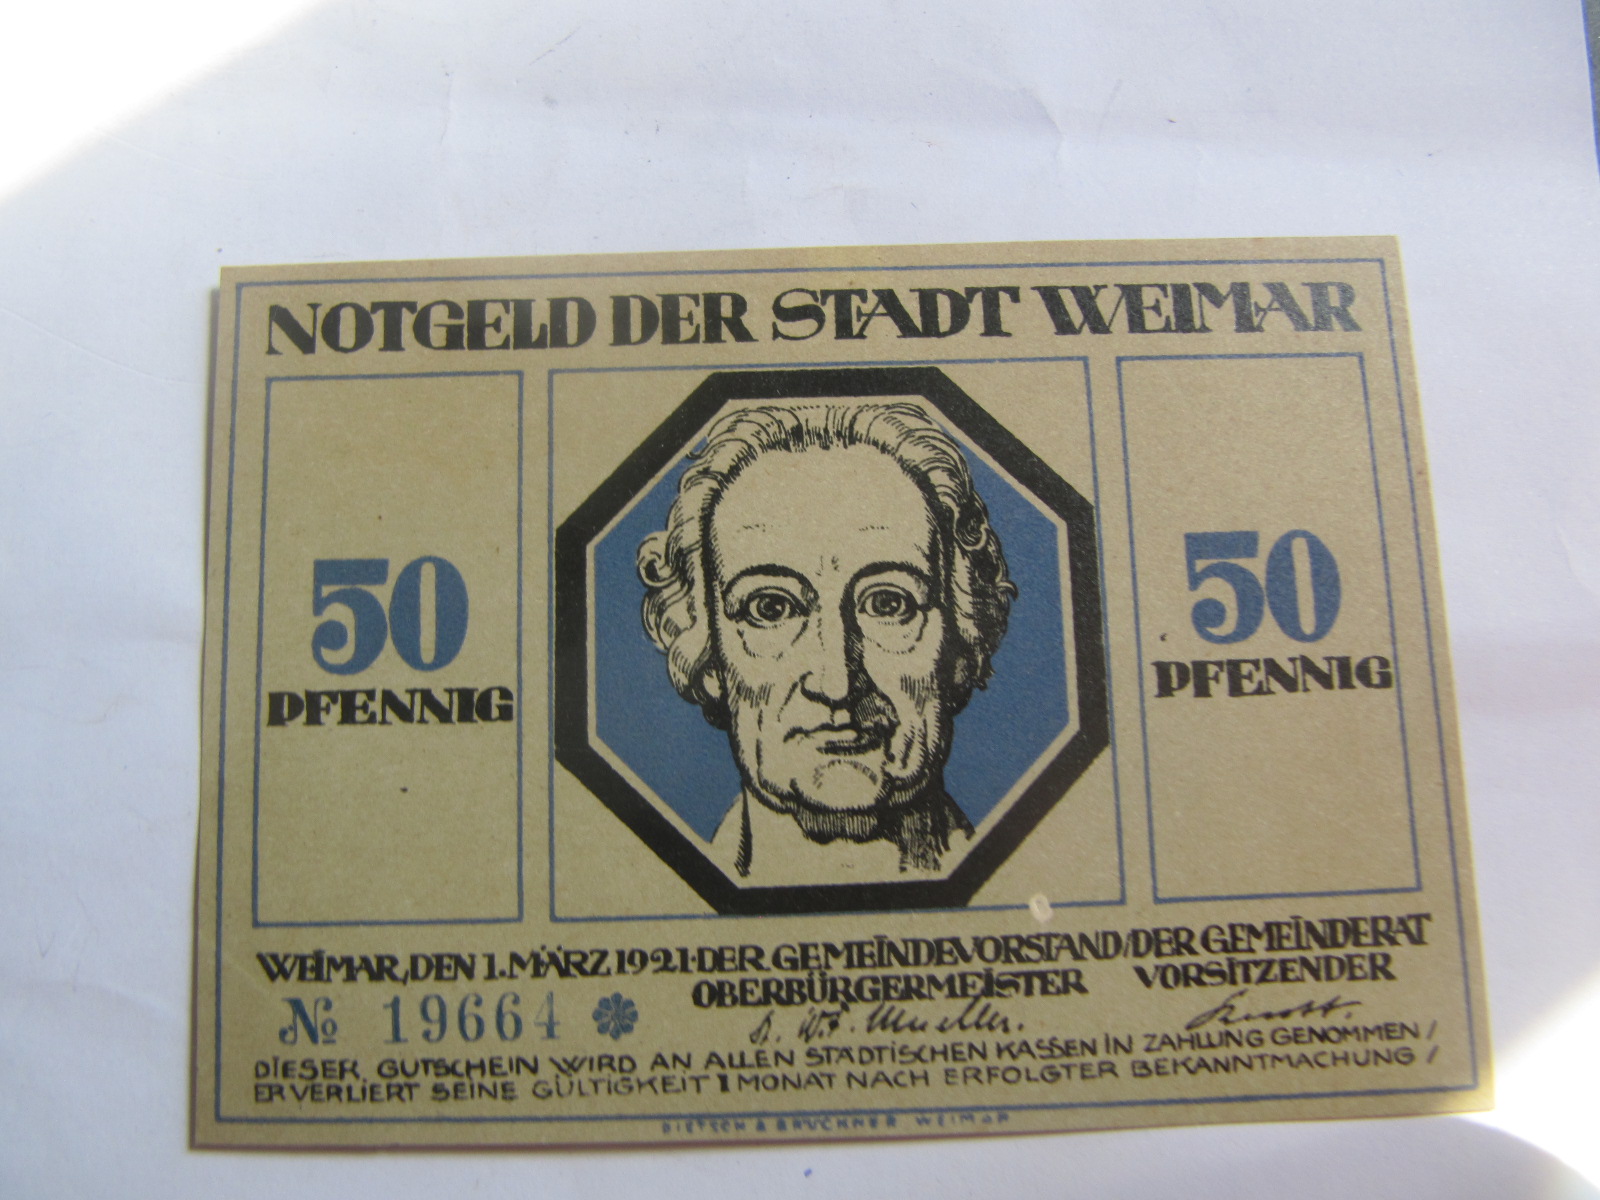 NOTGELD DER STADT WEIMAR
50
PFENNIG
50
PFENNIG
WEIMAR, DEN 1. MÄRZ 1921·DER GEMEINDEVORSTAND/DER GEMEINDERAT
OBERBÜRGERMEISTER VORSITZENDER
№ 19664
Mueller.
DIESER GUTSCHEIN WIRD AN ALLEN STÄDTISCHEN KASSEN IN ZAHLUNG GENOMMEN/
ER VERLIERT SEINE GÜLTIGKEIT 1 MONAT NACH ERFOLGTER BEKANNTMACHUNG/
DIETSCH & BRÜCKNER WEIMAR